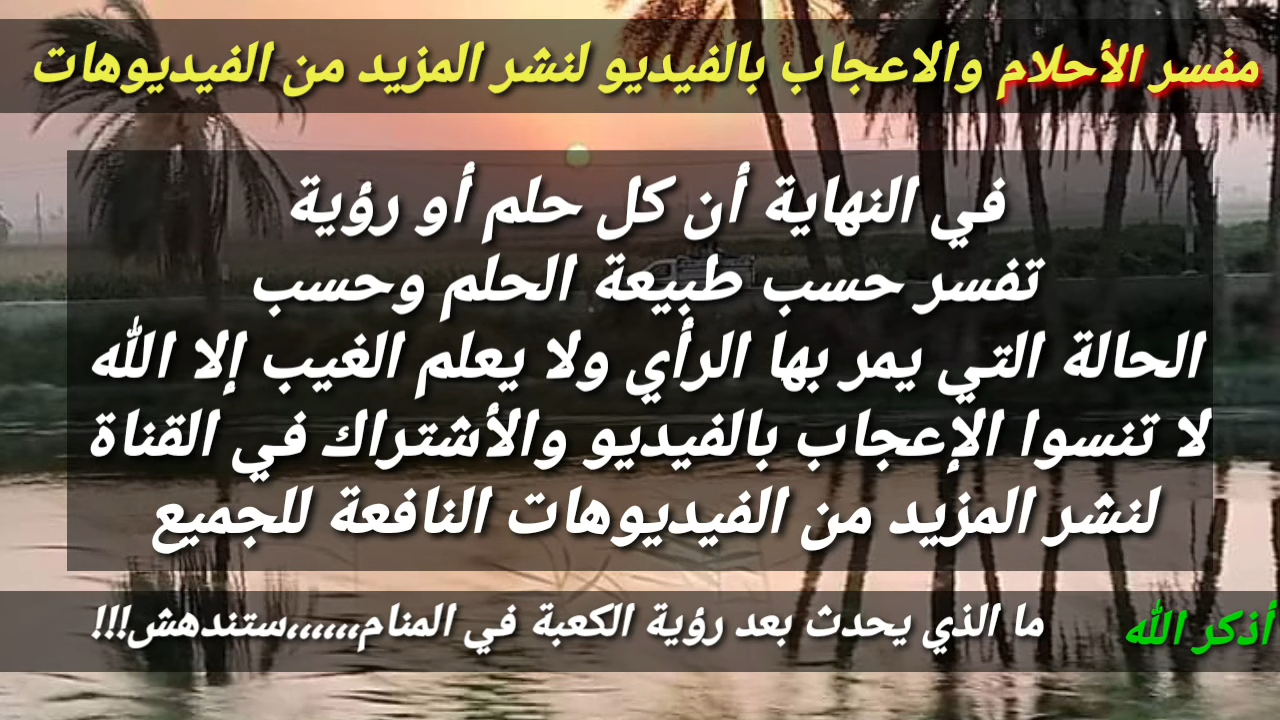 مفسر الأحلام والاعجاب بالفيديو لنشر المزيد من الفيديوهات
في النهاية أن كل حلم أو رؤية
تفسر حسب طبيعة الحلم وحسب
الحالة التي يمر بها الرأي ولا يعلم الغيب إلا الله
لا تنسوا الإعجاب بالفيديو والأشتراك في القناة
لنشر المزيد من الفيديوهات النافعة للجميع
أذكر الله
ما الذي يحدث بعد رؤية الكعبة في المنام،،،،،،ستندهش!!!